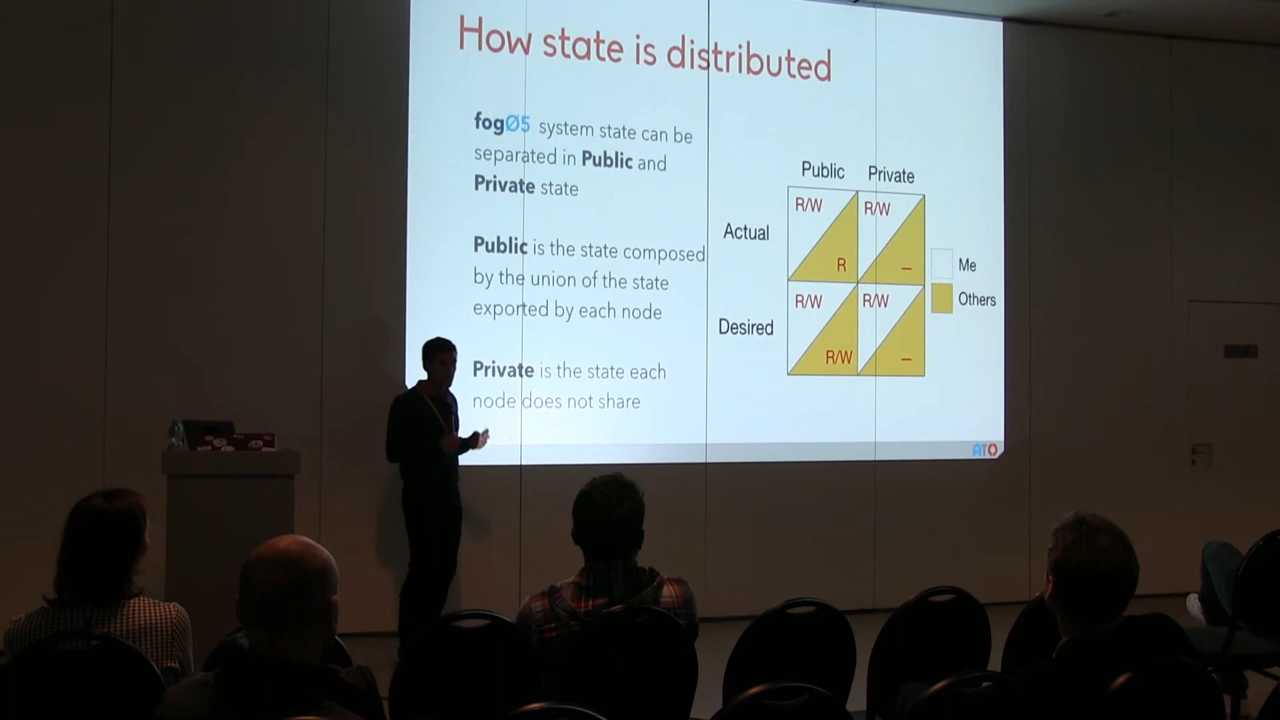 How state is distributed
fogØ5 system state can be
separated in Public and
Private state
Public is the state composed
by the union of the state
exported by each node
Private is the state each
node does not share
Public Private
Actual
R/W R/W
R –
Desired
R/W R/W
R/W –
Me
Others
ATO